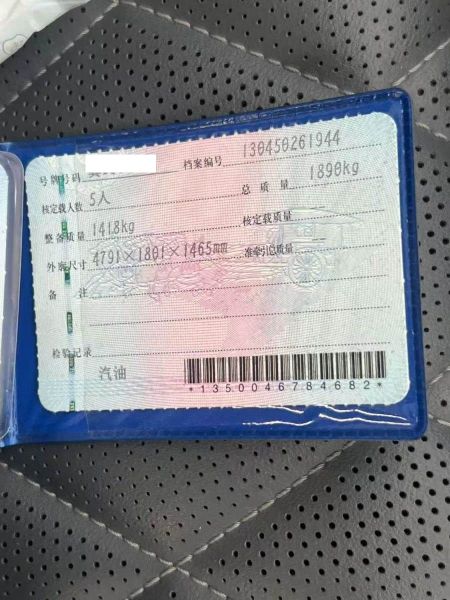 号牌号码 档案编号 130450261944
核定载人数 5人 总质量 1890kg
整备质量 1418kg 核定载质量
外廓尺寸 4791×1801×1465mm 准牵引总质量
备注
检验记录
汽油
*1350046784682*